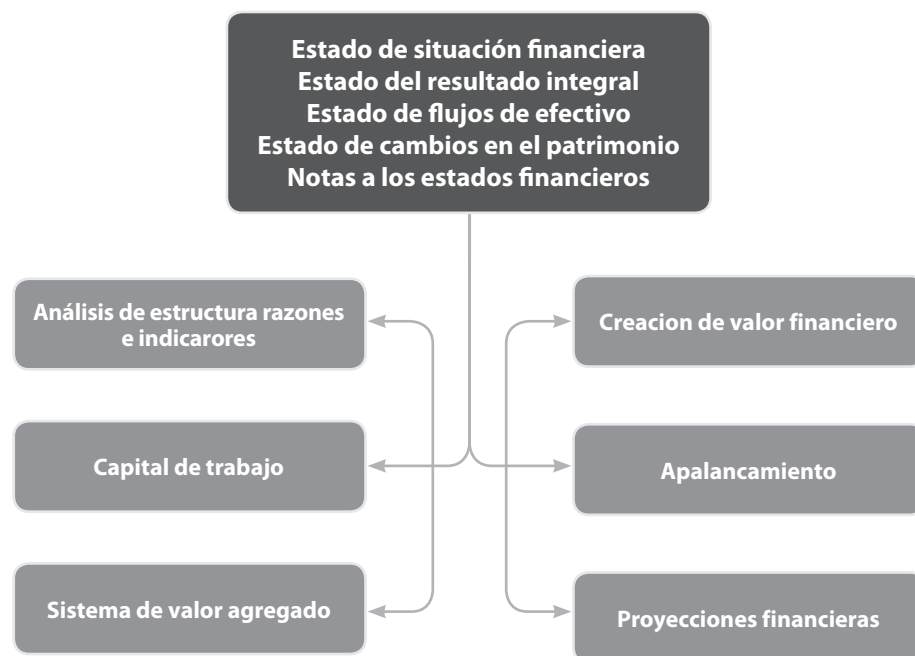 Estado de situación financiera
Estado del resultado integral
Estado de flujos de efectivo
Estado de cambios en el patrimonio
Notas a los estados financieros
Análisis de estructura razones
e indicarores
Capital de trabajo
Sistema de valor agregado
Creacion de valor financiero
Apalancamiento
Proyecciones financieras